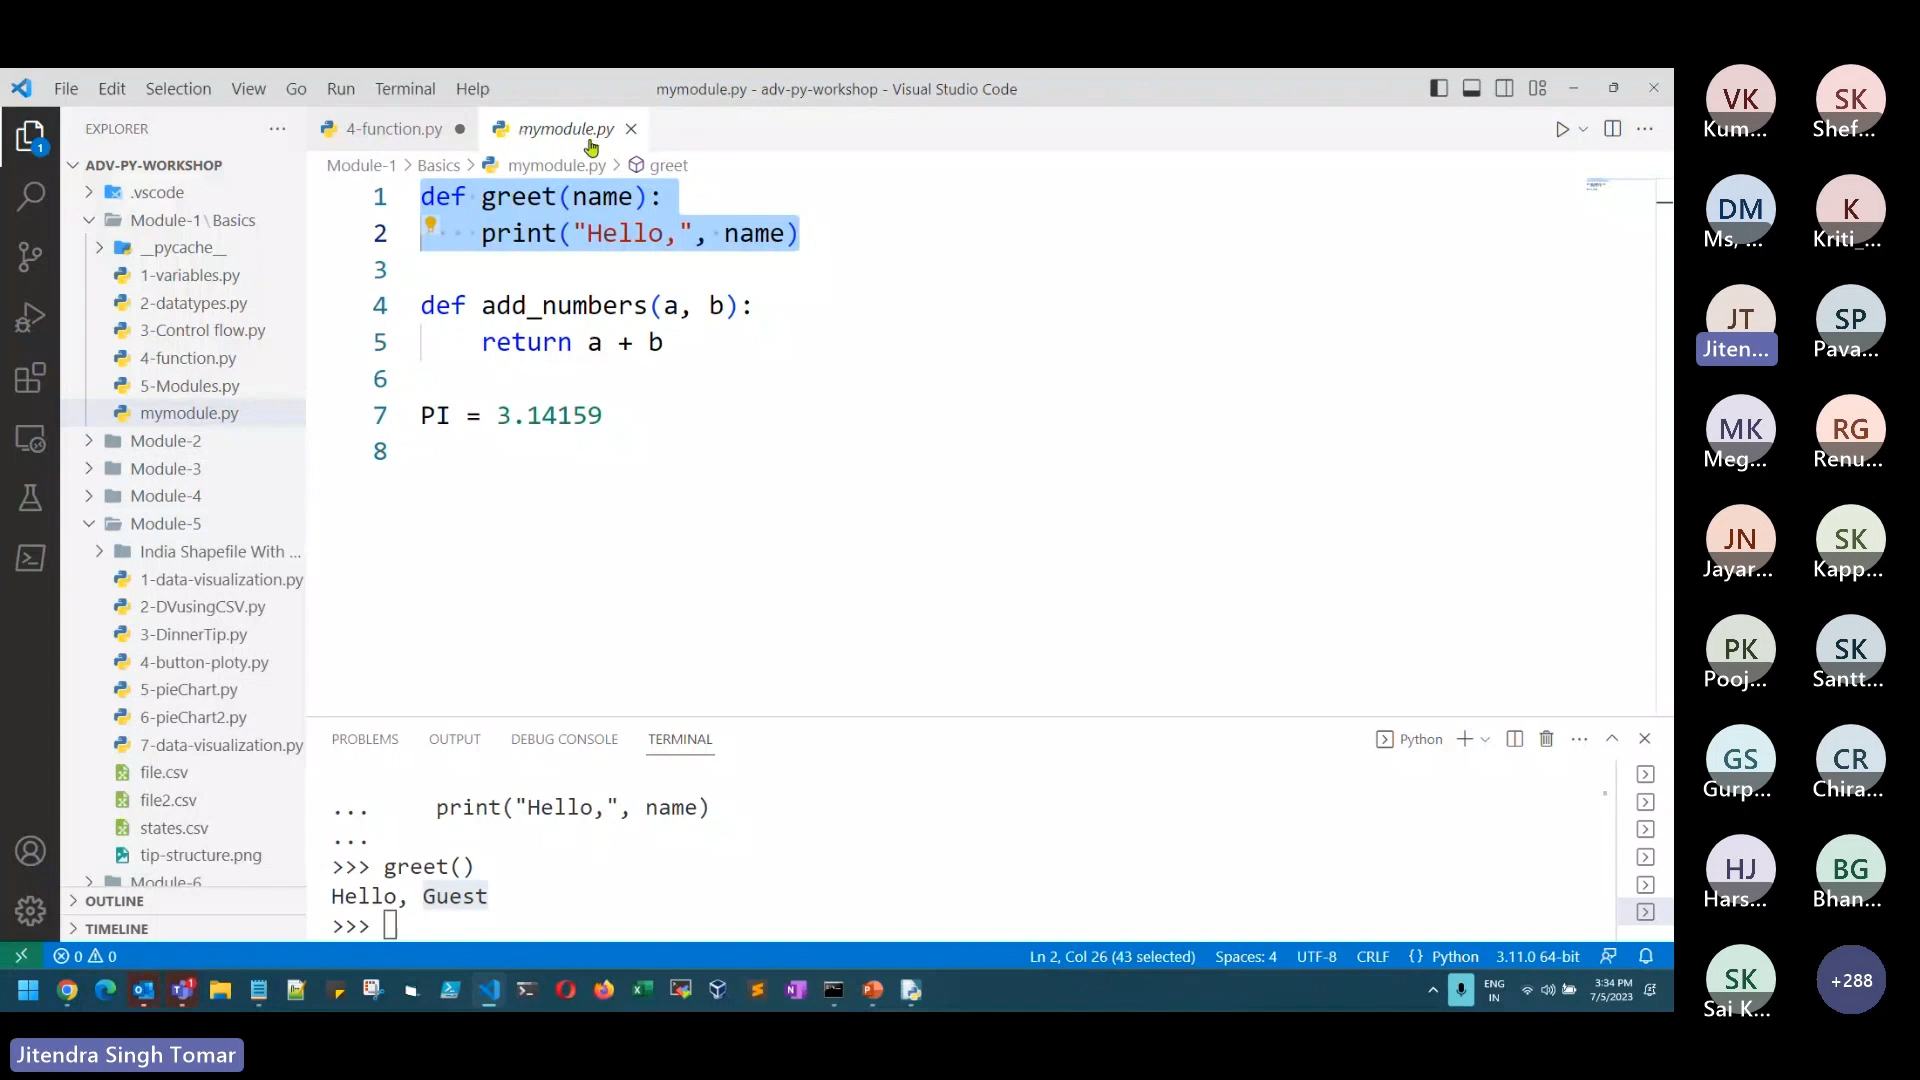 File Edit Selection View Go Run Terminal Help
mymodule.py - adv-py-workshop - Visual Studio Code
EXPLORER
1
ADV-PY-WORKSHOP
.vscode
Module-1\Basics
__pycache__
1-variables.py
2-datatypes.py
3-Control flow.py
4-function.py
5-Modules.py
mymodule.py
Module-2
Module-3
Module-4
Module-5
India Shapefile With ...
1-data-visualization.py
2-DVusingCSV.py
3-DinnerTip.py
4-button-ploty.py
5-pieChart.py
6-pieChart2.py
7-data-visualization.py
file.csv
file2.csv
states.csv
tip-structure.png
Module-6
OUTLINE
TIMELINE
4-function.py
mymodule.py
Module-1 > Basics > mymodule.py > greet
1 def greet(name):
2 print("Hello,", name)
3
4 def add_numbers(a, b):
5 return a + b
6
7 PI = 3.14159
8
PROBLEMS OUTPUT DEBUG CONSOLE TERMINAL
Python
... print("Hello,", name)
...
>>> greet()
Hello, Guest
>>>
0 0
Ln 2, Col 26 (43 selected) Spaces: 4 UTF-8 CRLF {} Python 3.11.0 64-bit
ENG
IN
3:34 PM
7/5/2023
VK
Kum...
SK
Shef...
DM
Ms, ...
K
Kriti_...
JT
Jiten...
SP
Pava...
MK
Meg...
RG
Renu...
JN
Jayar...
SK
Kapp...
PK
Pooj...
SK
Santt...
GS
Gurp...
CR
Chira...
HJ
Hars...
BG
Bhan...
SK
Sai K...
+288
Jitendra Singh Tomar